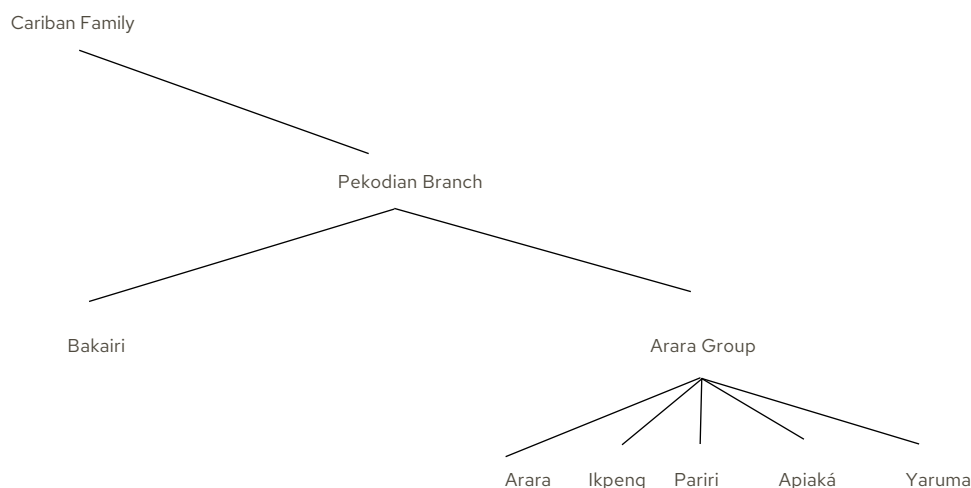 Cariban Family
Pekodian Branch
Bakairi Arara Group
Arara Ikpeng Pariri Apiaká Yaruma